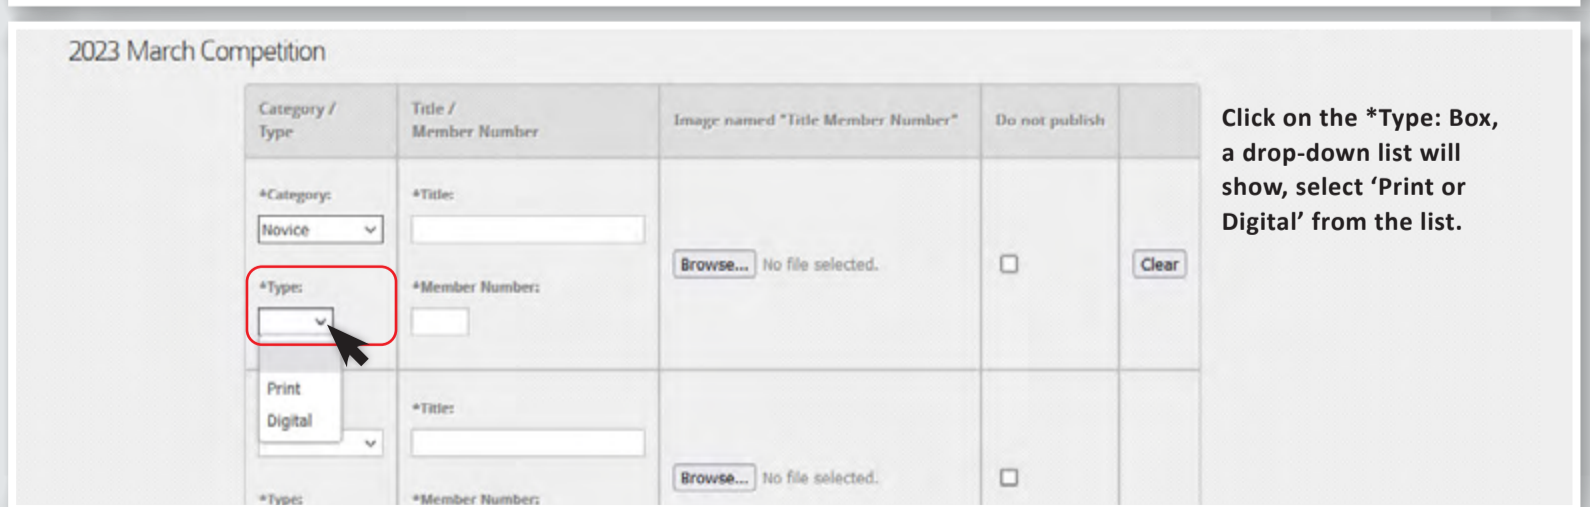 2023 March Competition
Category /
Type
Title /
Member Number
Image named "Title Member Number"
Do not publish
*Category:
Novice
*Type:
Print
Digital
*Title:
*Member Number:
Browse... No file selected.
Clear
*Type:
*Title:
*Member Number:
Browse... No file selected.
Click on the *Type: Box,
a drop-down list will
show, select ‘Print or
Digital’ from the list.